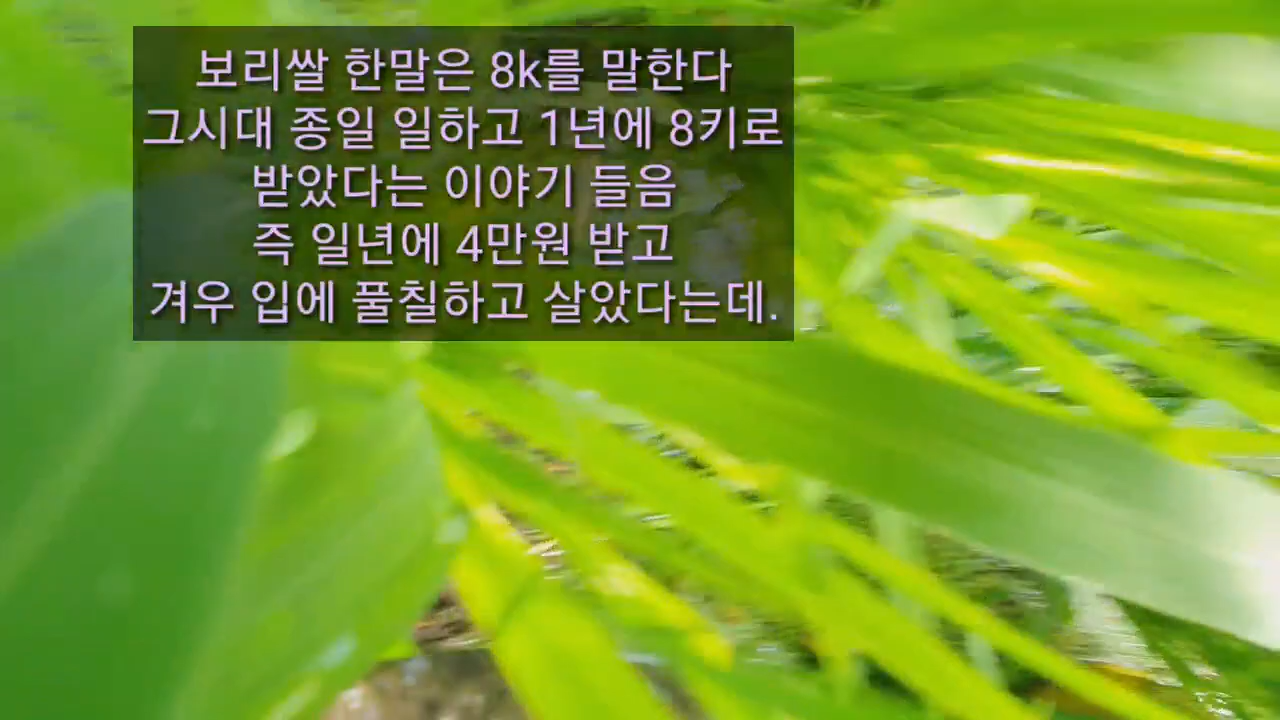 보리쌀 한말은 8k를 말한다
그시대 종일 일하고 1년에 8키로
받았다는 이야기 들음
즉 일년에 4만원 받고
겨우 입에 풀칠하고 살았다는데.